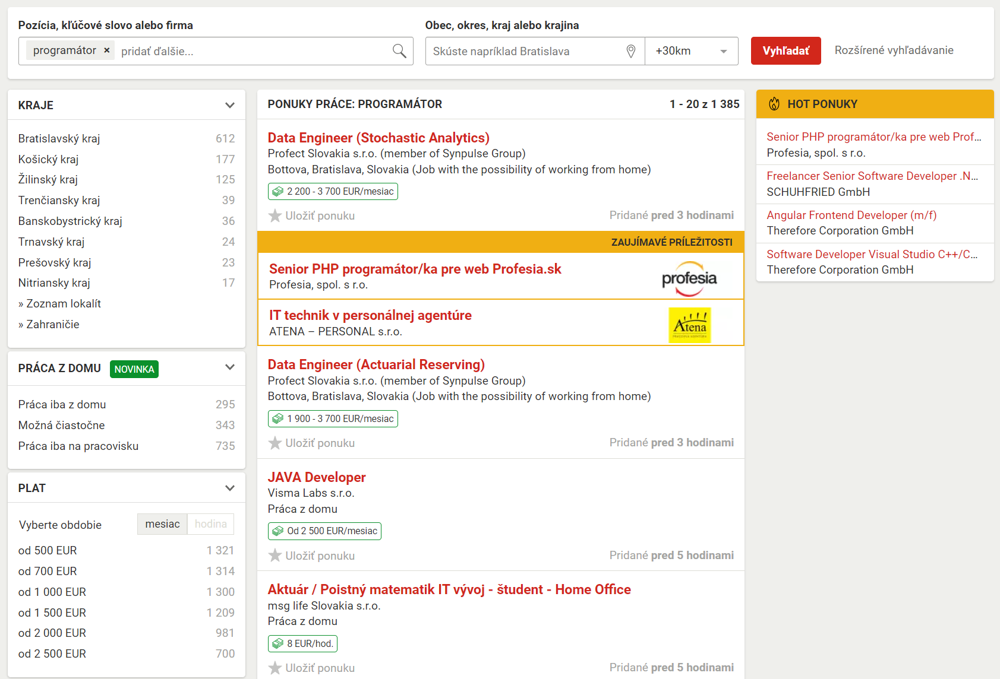 Pozícia, kľúčové slovo alebo firma
programátor × pridať ďalšie...
Obec, okres, kraj alebo krajina
Skúste napríklad Bratislava
+30km
Vyhľadať
Rozšírené vyhľadávanie
KRAJE
Bratislavský kraj 612
Košický kraj 177
Žilinský kraj 125
Trenčiansky kraj 39
Banskobystrický kraj 36
Trnavský kraj 24
Prešovský kraj 23
Nitriansky kraj 17
» Zoznam lokalít
» Zahraničie
PRÁCA Z DOMU NOVINKA
Práca iba z domu 295
Možná čiastočne 343
Práca iba na pracovisku 735
PLAT
Vyberte obdobie mesiac hodina
od 500 EUR 1 321
od 700 EUR 1 314
od 1 000 EUR 1 300
od 1 500 EUR 1 209
od 2 000 EUR 981
od 2 500 EUR 700
PONUKY PRÁCE: PROGRAMÁTOR 1 - 20 z 1 385
Data Engineer (Stochastic Analytics)
Profect Slovakia s.r.o. (member of Synpulse Group)
Bottova, Bratislava, Slovakia (Job with the possibility of working from home)
2 200 - 3 700 EUR/mesiac
Uložiť ponuku Pridané pred 3 hodinami
ZAUJÍMAVÉ PRÍLEŽITOSTI
Senior PHP programátor/ka pre web Profesia.sk
Profesia, spol. s r.o.
profesia
IT technik v personálnej agentúre
ATENA – PERSONAL s.r.o.
Atena
PRACOVNÁ AGENTÚRA
Data Engineer (Actuarial Reserving)
Profect Slovakia s.r.o. (member of Synpulse Group)
Bottova, Bratislava, Slovakia (Job with the possibility of working from home)
1 900 - 3 700 EUR/mesiac
Uložiť ponuku Pridané pred 3 hodinami
JAVA Developer
Visma Labs s.r.o.
Práca z domu
Od 2 500 EUR/mesiac
Uložiť ponuku Pridané pred 5 hodinami
Aktuár / Poistný matematik IT vývoj - študent - Home Office
msg life Slovakia s.r.o.
Práca z domu
8 EUR/hod.
Uložiť ponuku Pridané pred 5 hodinami
HOT PONUKY
Senior PHP programátor/ka pre web Prof...
Profesia, spol. s r.o.
Freelancer Senior Software Developer .N...
SCHUHFRIED GmbH
Angular Frontend Developer (m/f)
Therefore Corporation GmbH
Software Developer Visual Studio C++/C...
Therefore Corporation GmbH